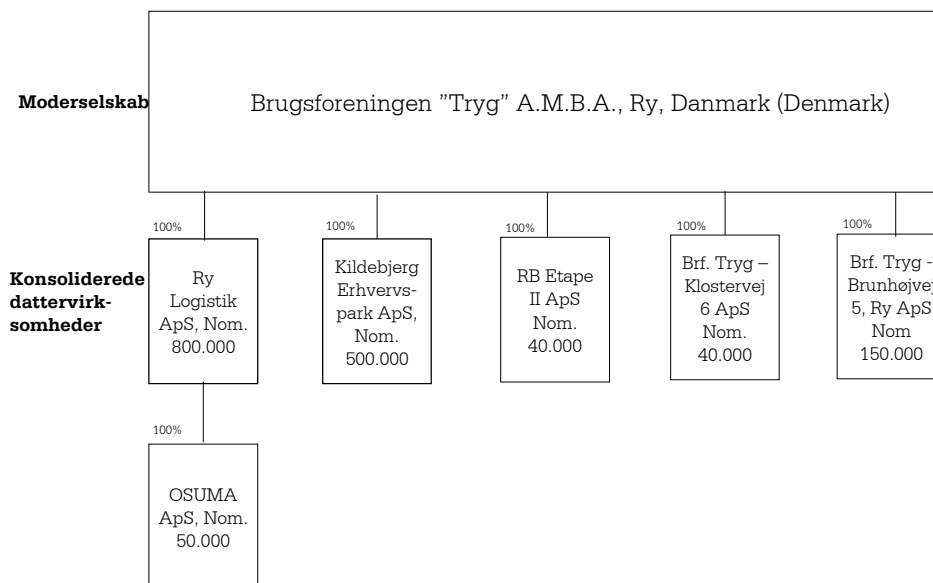 Moderselskab
Brugsforeningen ”Tryg” A.M.B.A., Ry, Danmark (Denmark)
Konsoliderede
dattervirk-
somheder
100%
Ry
Logistik
ApS, Nom.
800.000
100%
Kildebjerg
Erhvervs-
park ApS,
Nom.
500.000
100%
RB Etape
II ApS
Nom.
40.000
100%
Brf. Tryg –
Klostervej
6 ApS
Nom.
40.000
100%
Brf. Tryg -
Brunhøjvej
5, Ry ApS
Nom
150.000
100%
OSUMA
ApS, Nom.
50.000